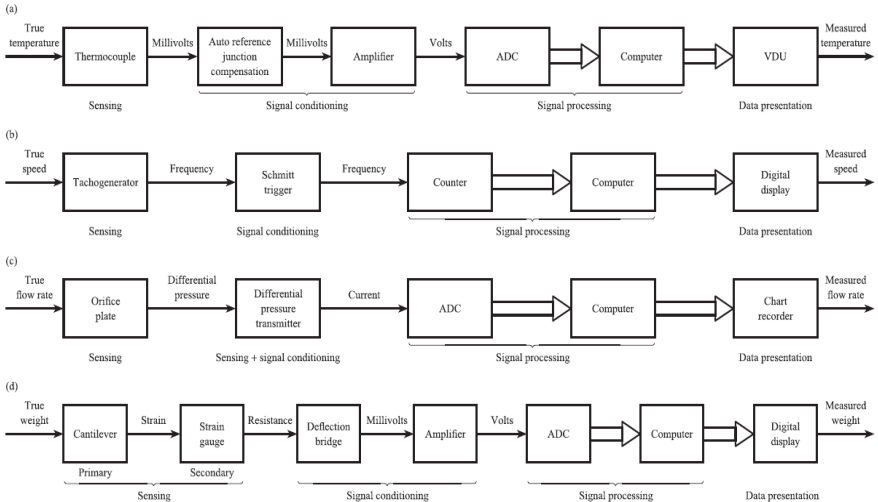 (a)
True
temperature
Thermocouple
Millivolts
Auto reference
junction
compensation
Millivolts
Amplifier
Volts
ADC
Computer
VDU
Measured
temperature
Sensing
Signal conditioning
Signal processing
Data presentation
(b)
True
speed
Tachogenerator
Frequency
Schmitt
trigger
Frequency
Counter
Computer
Digital
display
Measured
speed
Sensing
Signal conditioning
Signal processing
Data presentation
(c)
True
flow rate
Orifice
plate
Differential
pressure
Differential
pressure
transmitter
Current
ADC
Computer
Chart
recorder
Measured
flow rate
Sensing
Sensing + signal conditioning
Signal processing
Data presentation
(d)
True
weight
Cantilever
Strain
Strain
gauge
Resistance
Deflection
bridge
Millivolts
Amplifier
Volts
ADC
Computer
Digital
display
Measured
weight
Primary
Secondary
Sensing
Signal conditioning
Signal processing
Data presentation